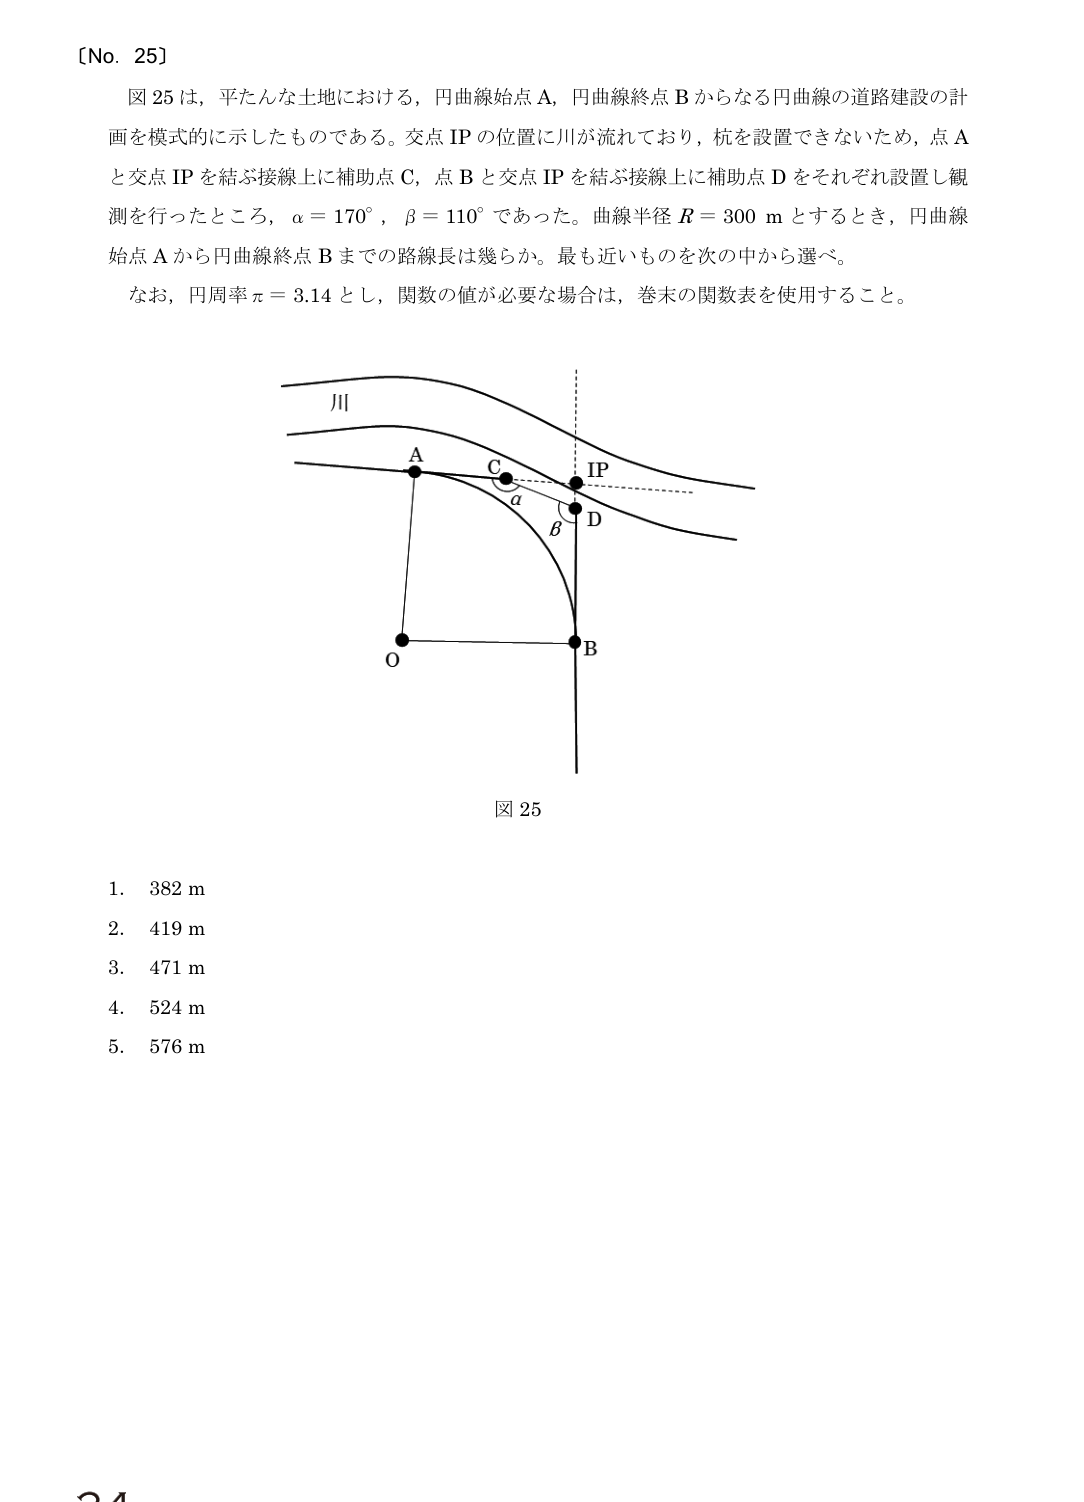 〔No. 25〕
図 25 は，平たんな土地における，円曲線始点 A，円曲線終点 B からなる円曲線の道路建設の計
画を模式的に示したものである。交点 IP の位置に川が流れており，杭を設置できないため，点 A
と交点 IP を結ぶ接線上に補助点 C，点 B と交点 IP を結ぶ接線上に補助点 D をそれぞれ設置し観
測を行ったところ，α = 170°，β = 110° であった。曲線半径 R = 300 m とするとき，円曲線
始点 A から円曲線終点 B までの路線長は幾らか。最も近いものを次の中から選べ。
なお，円周率 π = 3.14 とし，関数の値が必要な場合は，巻末の関数表を使用すること。
川
A
C
IP
α
D
β
O
B
図 25
1. 382 m
2. 419 m
3. 471 m
4. 524 m
5. 576 m